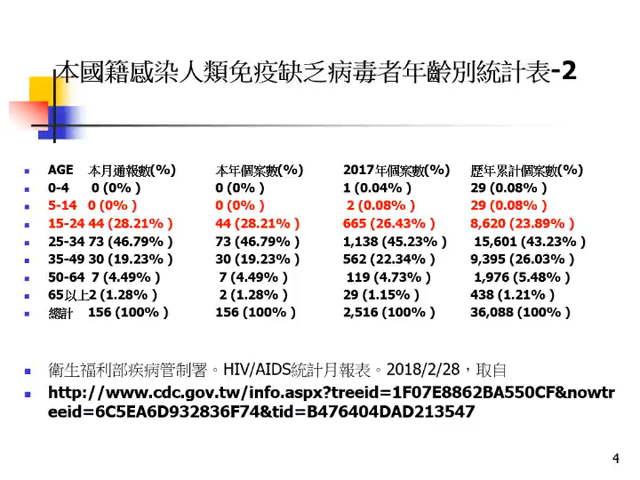 本國籍感染人類免疫缺乏病毒者年齡別統計表-2
AGE 本月通報數(%) 本年個案數(%) 2017年個案數(%) 歷年累計個案數(%)
0-4 0 (0% ) 0 (0% ) 1 (0.04% ) 29 (0.08% )
5-14 0 (0% ) 0 (0% ) 2 (0.08% ) 29 (0.08% )
15-24 44 (28.21% ) 44 (28.21% ) 665 (26.43% ) 8,620 (23.89% )
25-34 73 (46.79% ) 73 (46.79% ) 1,138 (45.23% ) 15,601 (43.23% )
35-49 30 (19.23% ) 30 (19.23% ) 562 (22.34% ) 9,395 (26.03% )
50-64 7 (4.49% ) 7 (4.49% ) 119 (4.73% ) 1,976 (5.48% )
65以上2 (1.28% ) 2 (1.28% ) 29 (1.15% ) 438 (1.21% )
總計 156 (100% ) 156 (100% ) 2,516 (100% ) 36,088 (100% )
衛生福利部疾病管制署。HIV/AIDS統計月報表。2018/2/28，取自
http://www.cdc.gov.tw/info.aspx?treeid=1F07E8862BA550CF&nowtr
eeid=6C5EA6D932836F74&tid=B476404DAD213547
4